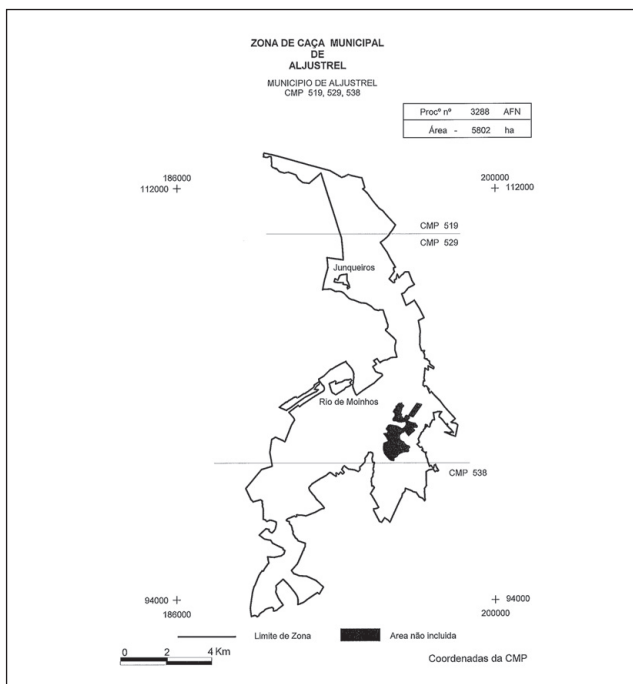 ZONA DE CAÇA MUNICIPAL
DE
ALJUSTREL
MUNICIPIO DE ALJUSTREL
CMP 519, 529, 538
Procº nº 3288 AFN
Área - 5802 ha
186000
112000
200000
112000
CMP 519
CMP 529
Junqueiros
Rio de Moinhos
CMP 538
94000
186000
94000
200000
Limite de Zona
Area não incluida
0 2 4 Km
Coordenadas da CMP